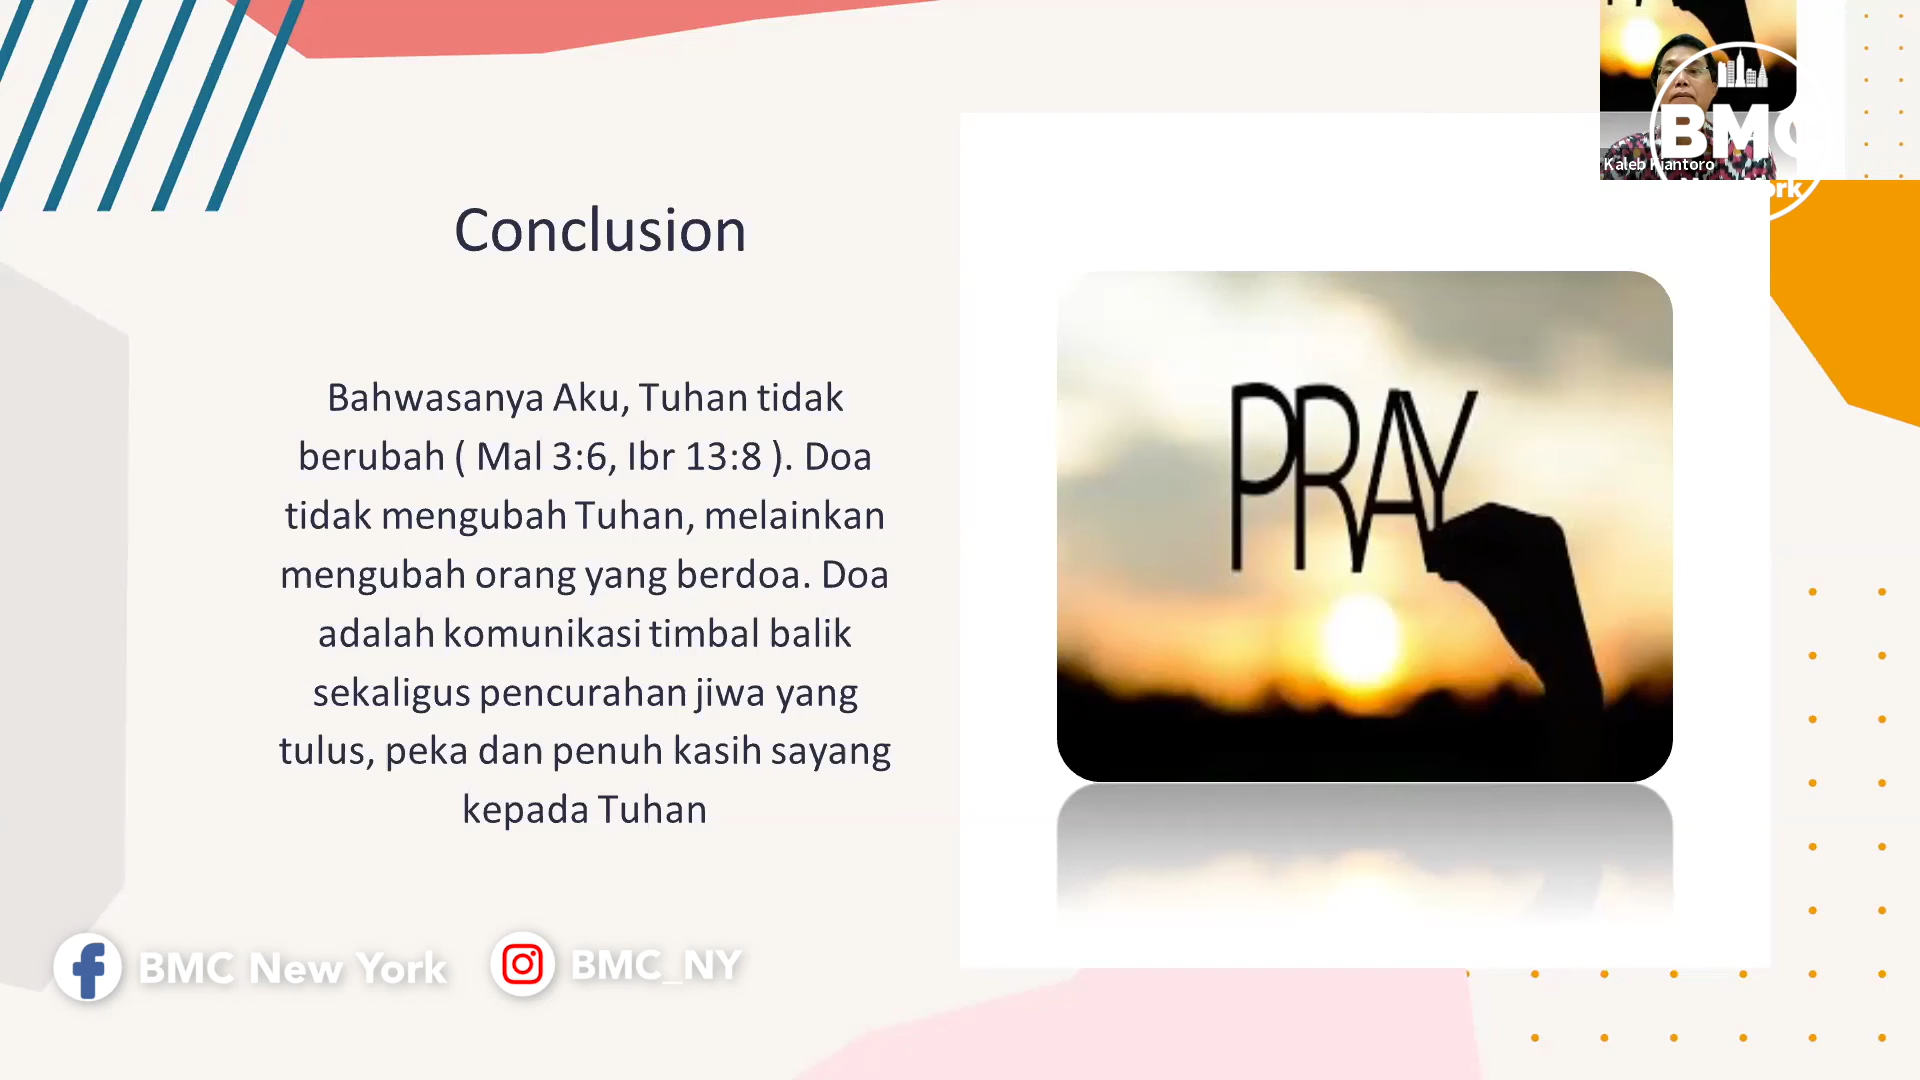 Conclusion
Bahwasanya Aku, Tuhan tidak
berubah ( Mal 3:6, Ibr 13:8 ). Doa
tidak mengubah Tuhan, melainkan
mengubah orang yang berdoa. Doa
adalah komunikasi timbal balik
sekaligus pencurahan jiwa yang
tulus, peka dan penuh kasih sayang
kepada Tuhan
PRAY
BMC
Kaleb
BMC New York
BMC_NY